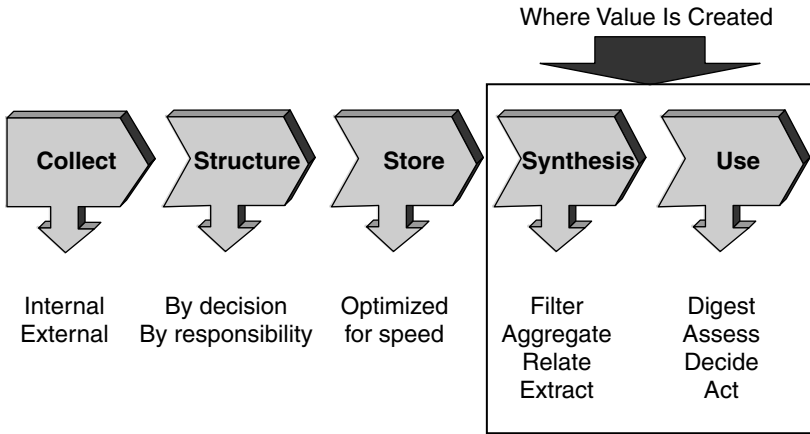 Where Value Is Created
Collect
Structure
Store
Synthesis
Use
Internal
External
By decision
By responsibility
Optimized
for speed
Filter
Aggregate
Relate
Extract
Digest
Assess
Decide
Act